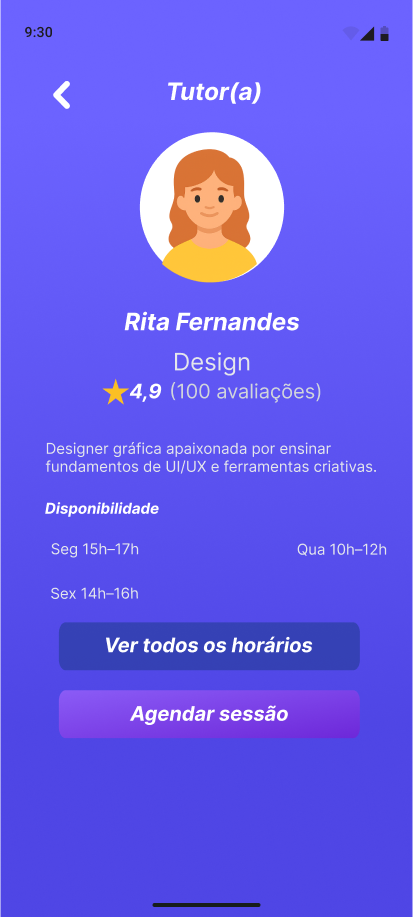 9:30
Tutor(a)
Rita Fernandes
Design
4,9 (100 avaliações)
Designer gráfica apaixonada por ensinar
fundamentos de UI/UX e ferramentas criativas.
Disponibilidade
Seg 15h–17h
Qua 10h–12h
Sex 14h–16h
Ver todos os horários
Agendar sessão